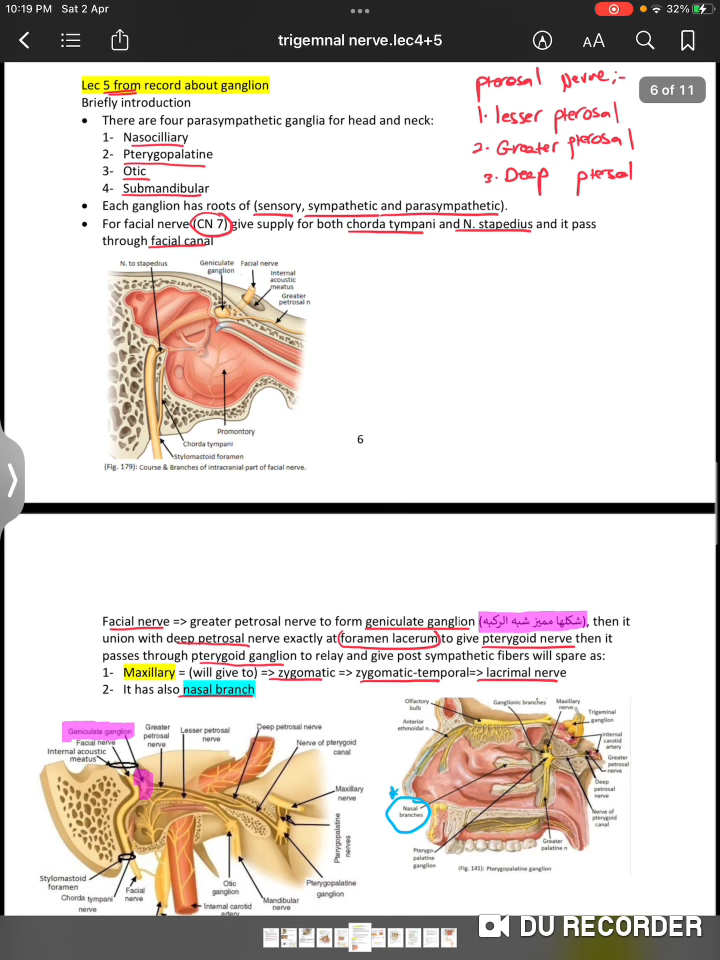 10:19 PM Sat 2 Apr
32%
trigemnal nerve.lec4+5
AA
6 of 11
Lec 5 from record about ganglion
Briefly introduction
• There are four parasympathetic ganglia for head and neck:
1- Nasocilliary
2- Pterygopalatine
3- Otic
4- Submandibular
• Each ganglion has roots of (sensory, sympathetic and parasympathetic).
• For facial nerve (CN 7) give supply for both chorda tympani and N. stapedius and it pass
through facial canal
pterosal Nerve:-
1. lesser pterosal
2. Greater pterosal
3. Deep ptersal
N. to stapedius
Geniculate
ganglion
Facial nerve
Internal
acoustic
meatus
Greater
petrosal n
Promontory
Chorda tympani
Stylomastoid foramen
(Fig. 179): Course & Branches of intracranial part of facial nerve.
6
Facial nerve => greater petrosal nerve to form geniculate ganglion (شكلها مميز شبه الركبه), then it
union with deep petrosal nerve exactly at foramen lacerum to give pterygoid nerve then it
passes through pterygoid ganglion to relay and give post sympathetic fibers will spare as:
1- Maxillary = (will give to) => zygomatic => zygomatic-temporal=> lacrimal nerve
2- It has also nasal branch
Geniculate ganglion
Facial nerve
Internal acoustic
meatus
Greater
petrosal
nerve
Lesser petrosal
nerve
Deep petrosal nerve
Nerve of pterygoid
canal
Maxillary
nerve
Pterygopalatine
nerves
Pterygopalatine
ganglion
Mandibular
nerve
Otic
ganglion
Internal carotid
artery
Facial
nerve
Chorda tympani
nerve
Stylomastoid
foramen
Olfactory
bulb
Anterior
ethmoidal n.
Ganglionic branches
Maxillary
nerve
Trigeminal
ganglion
Internal
carotid
artery
Greater
petrosal
nerve
Deep
petrosal
nerve
Nerve of
pterygoid
canal
Nasal
branches
Pterygo-
palatine
ganglion
Greater
palatine n
(Fig. 141): Pterygopalatine ganglion
DU RECORDER